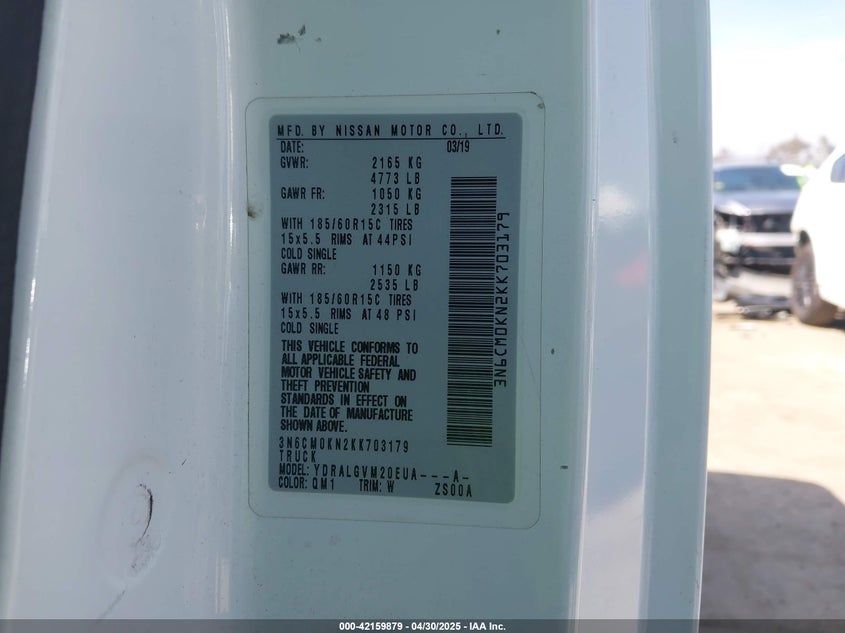 MFD. BY NISSAN MOTOR CO., LTD.
DATE: 03/19
GVWR: 2165 KG
4773 LB
GAWR FR: 1050 KG
2315 LB
WITH 185/60R15C TIRES
15x5.5 RIMS AT 44PSI
COLD SINGLE
GAWR RR: 1150 KG
2535 LB
WITH 185/60R15C TIRES
15x5.5 RIMS AT 48 PSI
COLD SINGLE
THIS VEHICLE CONFORMS TO
ALL APPLICABLE FEDERAL
MOTOR VEHICLE SAFETY AND
THEFT PREVENTION
STANDARDS IN EFFECT ON
THE DATE OF MANUFACTURE
SHOWN ABOVE.
3N6CM0KN2KK703179
TRUCK
MODEL: YDRALGVM20EUA---A-
COLOR: QM1 TRIM: W ZS00A
3N6CM0KN2KK703179
000-42159879 | 04/30/2025 - IAA Inc.